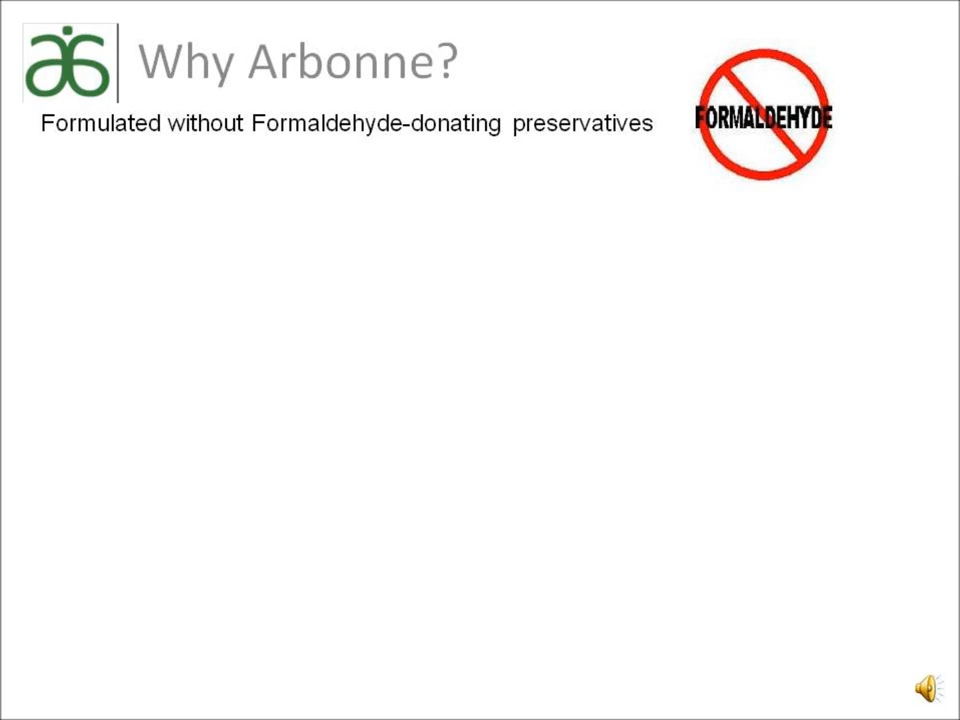 Why Arbonne?
Formulated without Formaldehyde-donating preservatives
FORMALDEHYDE